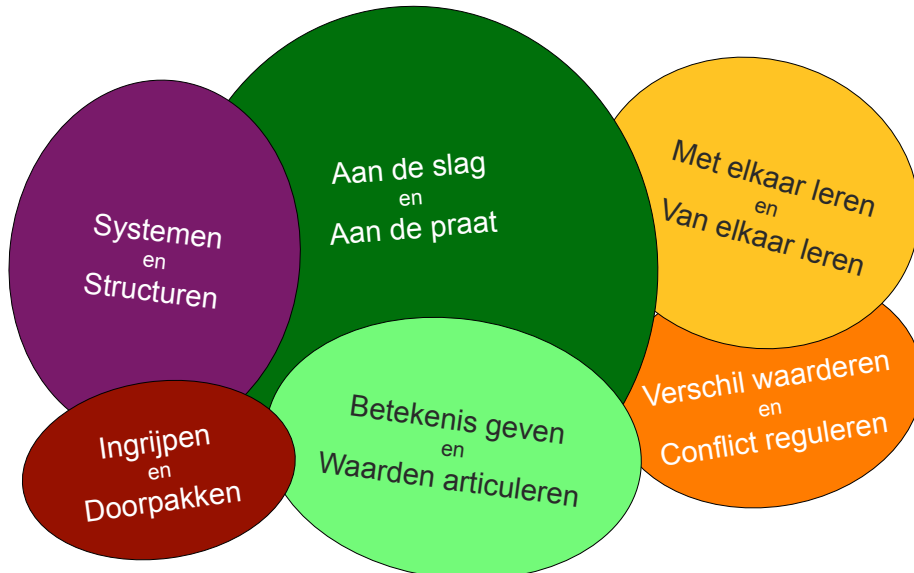 Systemen
en
Structuren
Aan de slag
en
Aan de praat
Met elkaar leren
en
Van elkaar leren
Ingrijpen
en
Doorpakken
Betekenis geven
en
Waarden articuleren
Verschil waarderen
en
Conflict reguleren